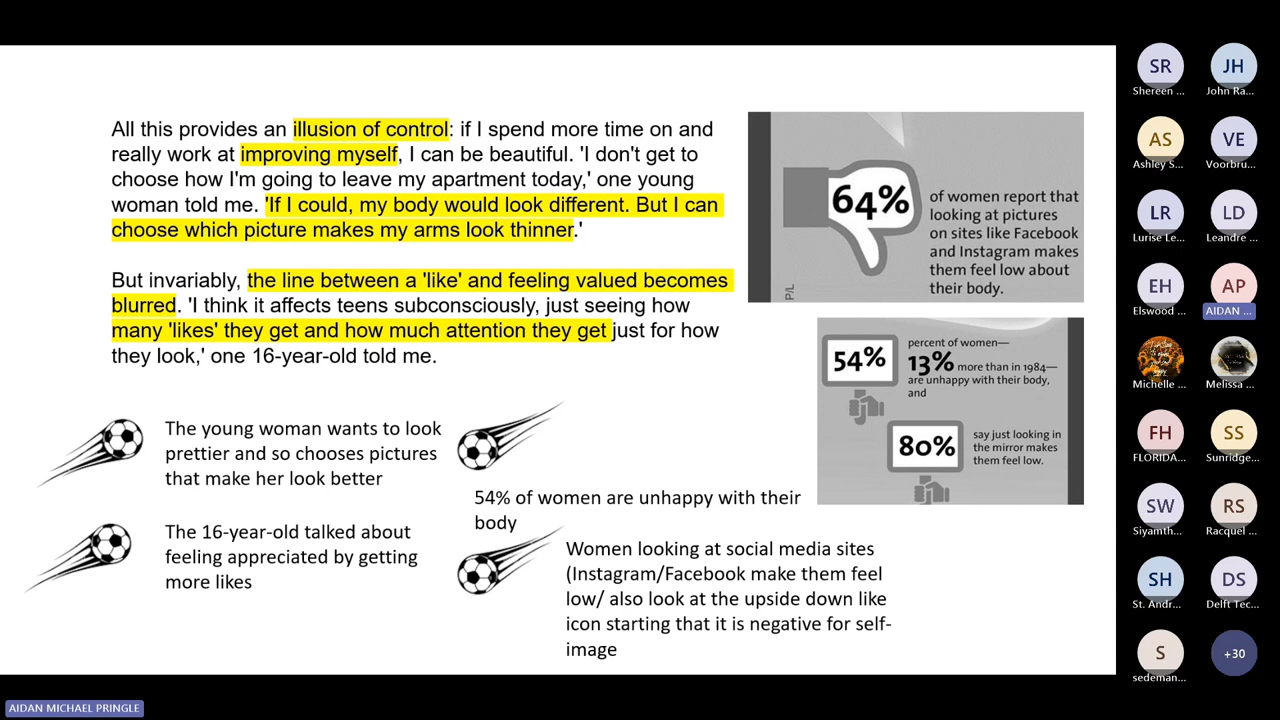 All this provides an illusion of control: if I spend more time on and
really work at improving myself, I can be beautiful. 'I don't get to
choose how I'm going to leave my apartment today,' one young
woman told me. 'If I could, my body would look different. But I can
choose which picture makes my arms look thinner.'
But invariably, the line between a 'like' and feeling valued becomes
blurred. 'I think it affects teens subconsciously, just seeing how
many 'likes' they get and how much attention they get just for how
they look,' one 16-year-old told me.
64%
of women report that
looking at pictures
on sites like Facebook
and Instagram makes
them feel low about
their body.
P/L
54%
percent of women—
13% more than in 1984—
are unhappy with their body,
and
80%
say just looking in
the mirror makes
them feel low.
The young woman wants to look
prettier and so chooses pictures
that make her look better
The 16-year-old talked about
feeling appreciated by getting
more likes
54% of women are unhappy with their
body
Women looking at social media sites
(Instagram/Facebook make them feel
low/ also look at the upside down like
icon starting that it is negative for self-
image
SR
Shereen ...
JH
John Ra...
AS
Ashley S...
VE
Voorbru...
LR
Lurise Le...
LD
Leandre ...
EH
Elswood ...
AP
AIDAN ...
Michelle ...
Melissa ...
FH
FLORIDA...
SS
Sunridge...
SW
Siyamth...
RS
Racquel ...
SH
St. Andr...
DS
Delft Tec...
S
sedeman...
+30
AIDAN MICHAEL PRINGLE